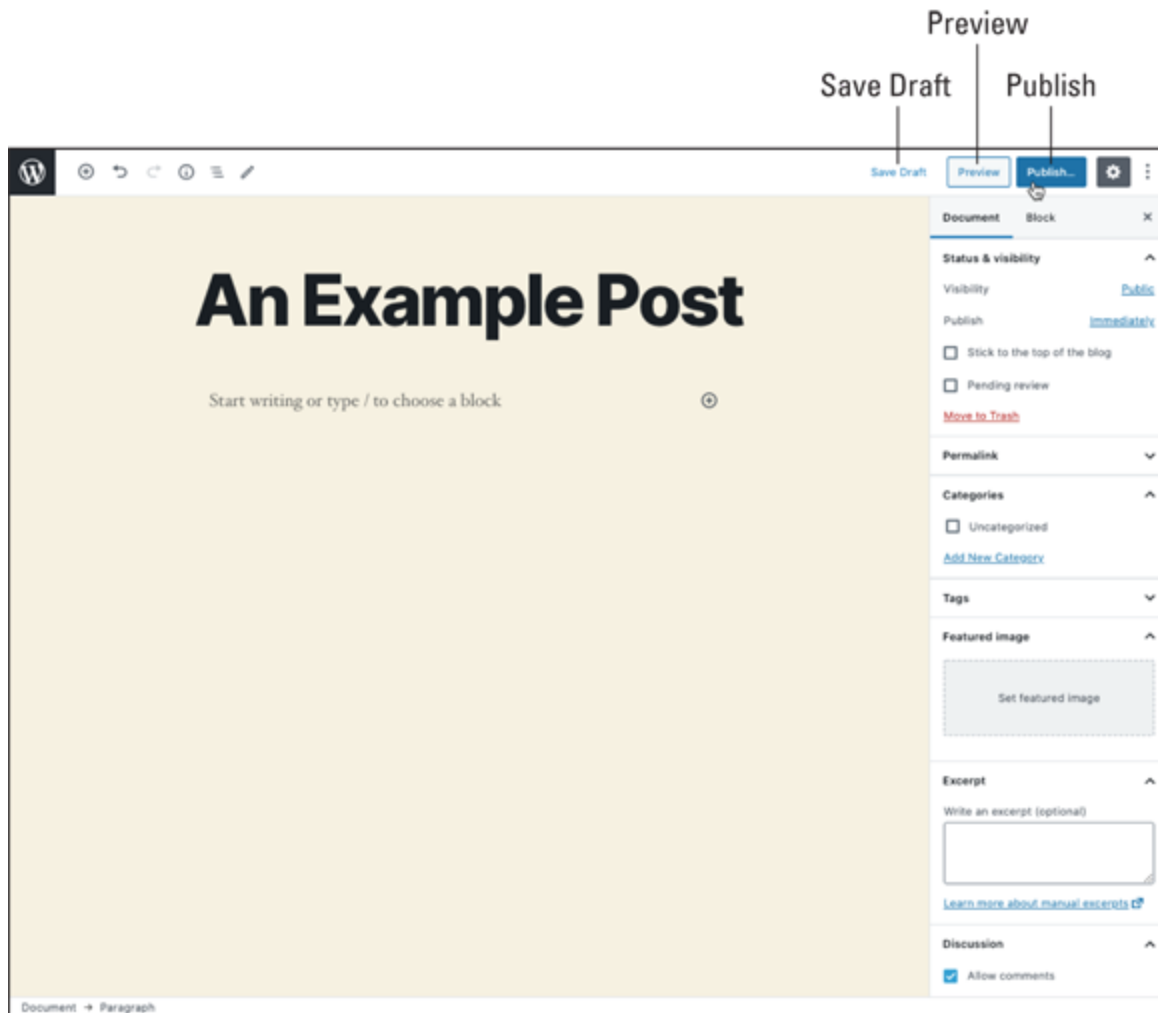 Preview
Save Draft
Publish
Save Draft
Preview
Publish...
Document
Block
Status & visibility
Visibility
Public
Publish
Immediately
Stick to the top of the blog
Pending review
Move to Trash
Permalink
Categories
Uncategorized
Add New Category
Tags
Featured image
Set featured image
Excerpt
Write an excerpt (optional)
Learn more about manual excerpts
Discussion
Allow comments
An Example Post
Start writing or type / to choose a block
Document → Paragraph